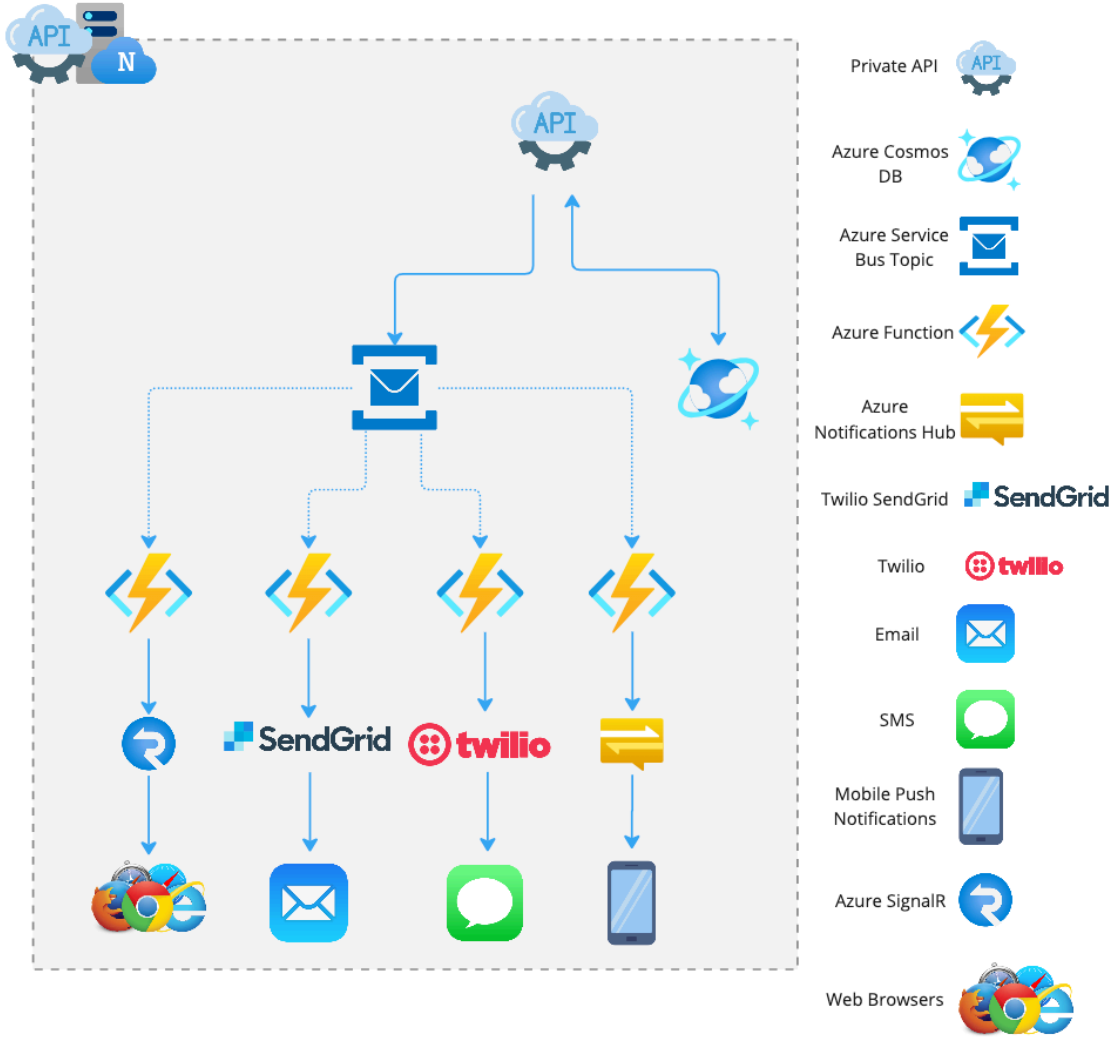 API
N
API
SendGrid
twilio
Private API
API
Azure Cosmos
DB
Azure Service
Bus Topic
Azure Function
Azure
Notifications Hub
Twilio SendGrid
SendGrid
Twilio
twilio
Email
SMS
Mobile Push
Notifications
Azure SignalR
Web Browsers